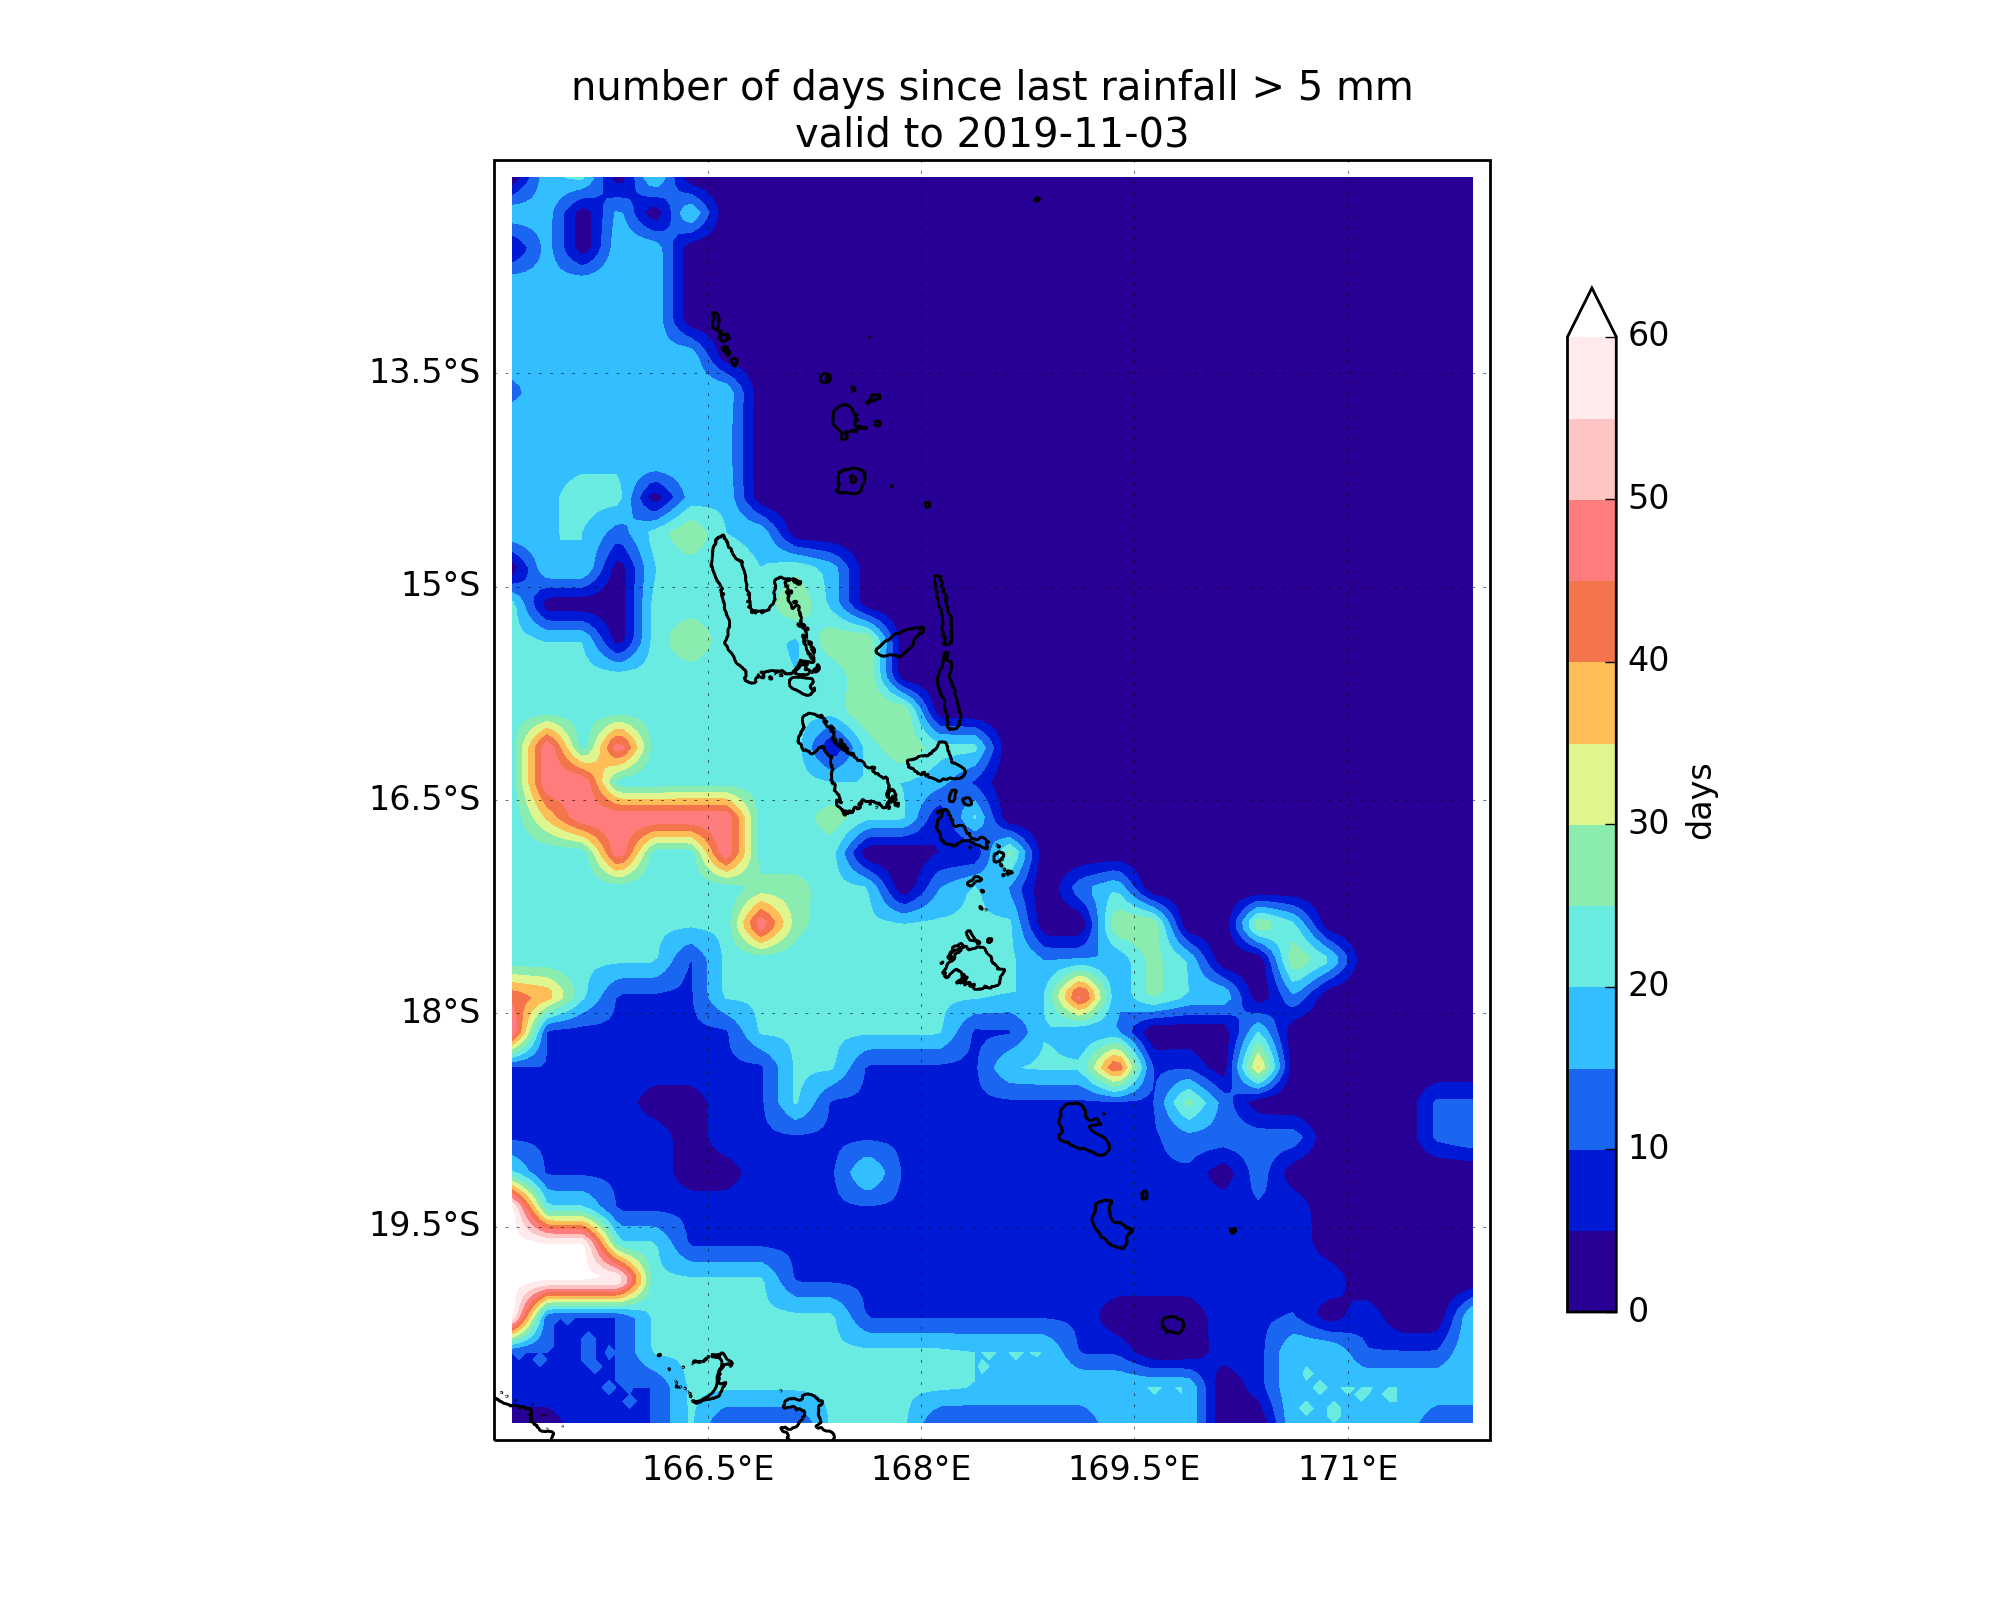 number of days since last rainfall > 5 mm
valid to 2019-11-03
13.5°S
15°S
16.5°S
18°S
19.5°S
166.5°E
168°E
169.5°E
171°E
60
50
40
30
20
10
0
days